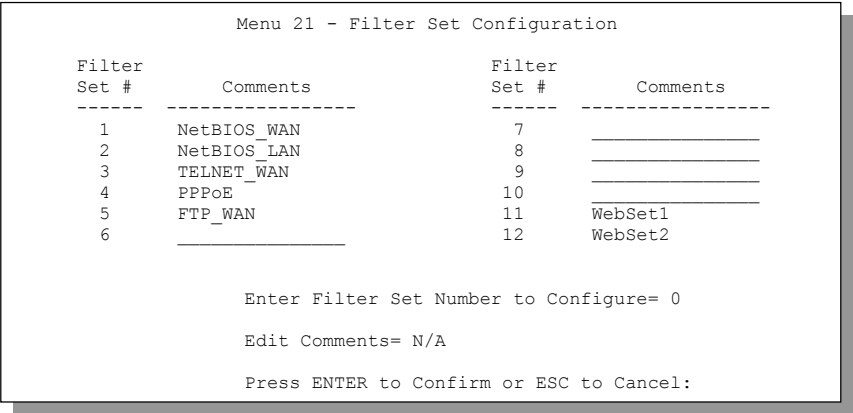 Menu 21 - Filter Set Configuration
Filter Filter
Set # Comments Set # Comments
------ ----------------- ------ -----------------
1 NetBIOS_WAN 7 _______________
2 NetBIOS_LAN 8 _______________
3 TELNET_WAN 9 _______________
4 PPPoE 10 _______________
5 FTP_WAN 11 WebSet1
6 _______________ 12 WebSet2
Enter Filter Set Number to Configure= 0
Edit Comments= N/A
Press ENTER to Confirm or ESC to Cancel: